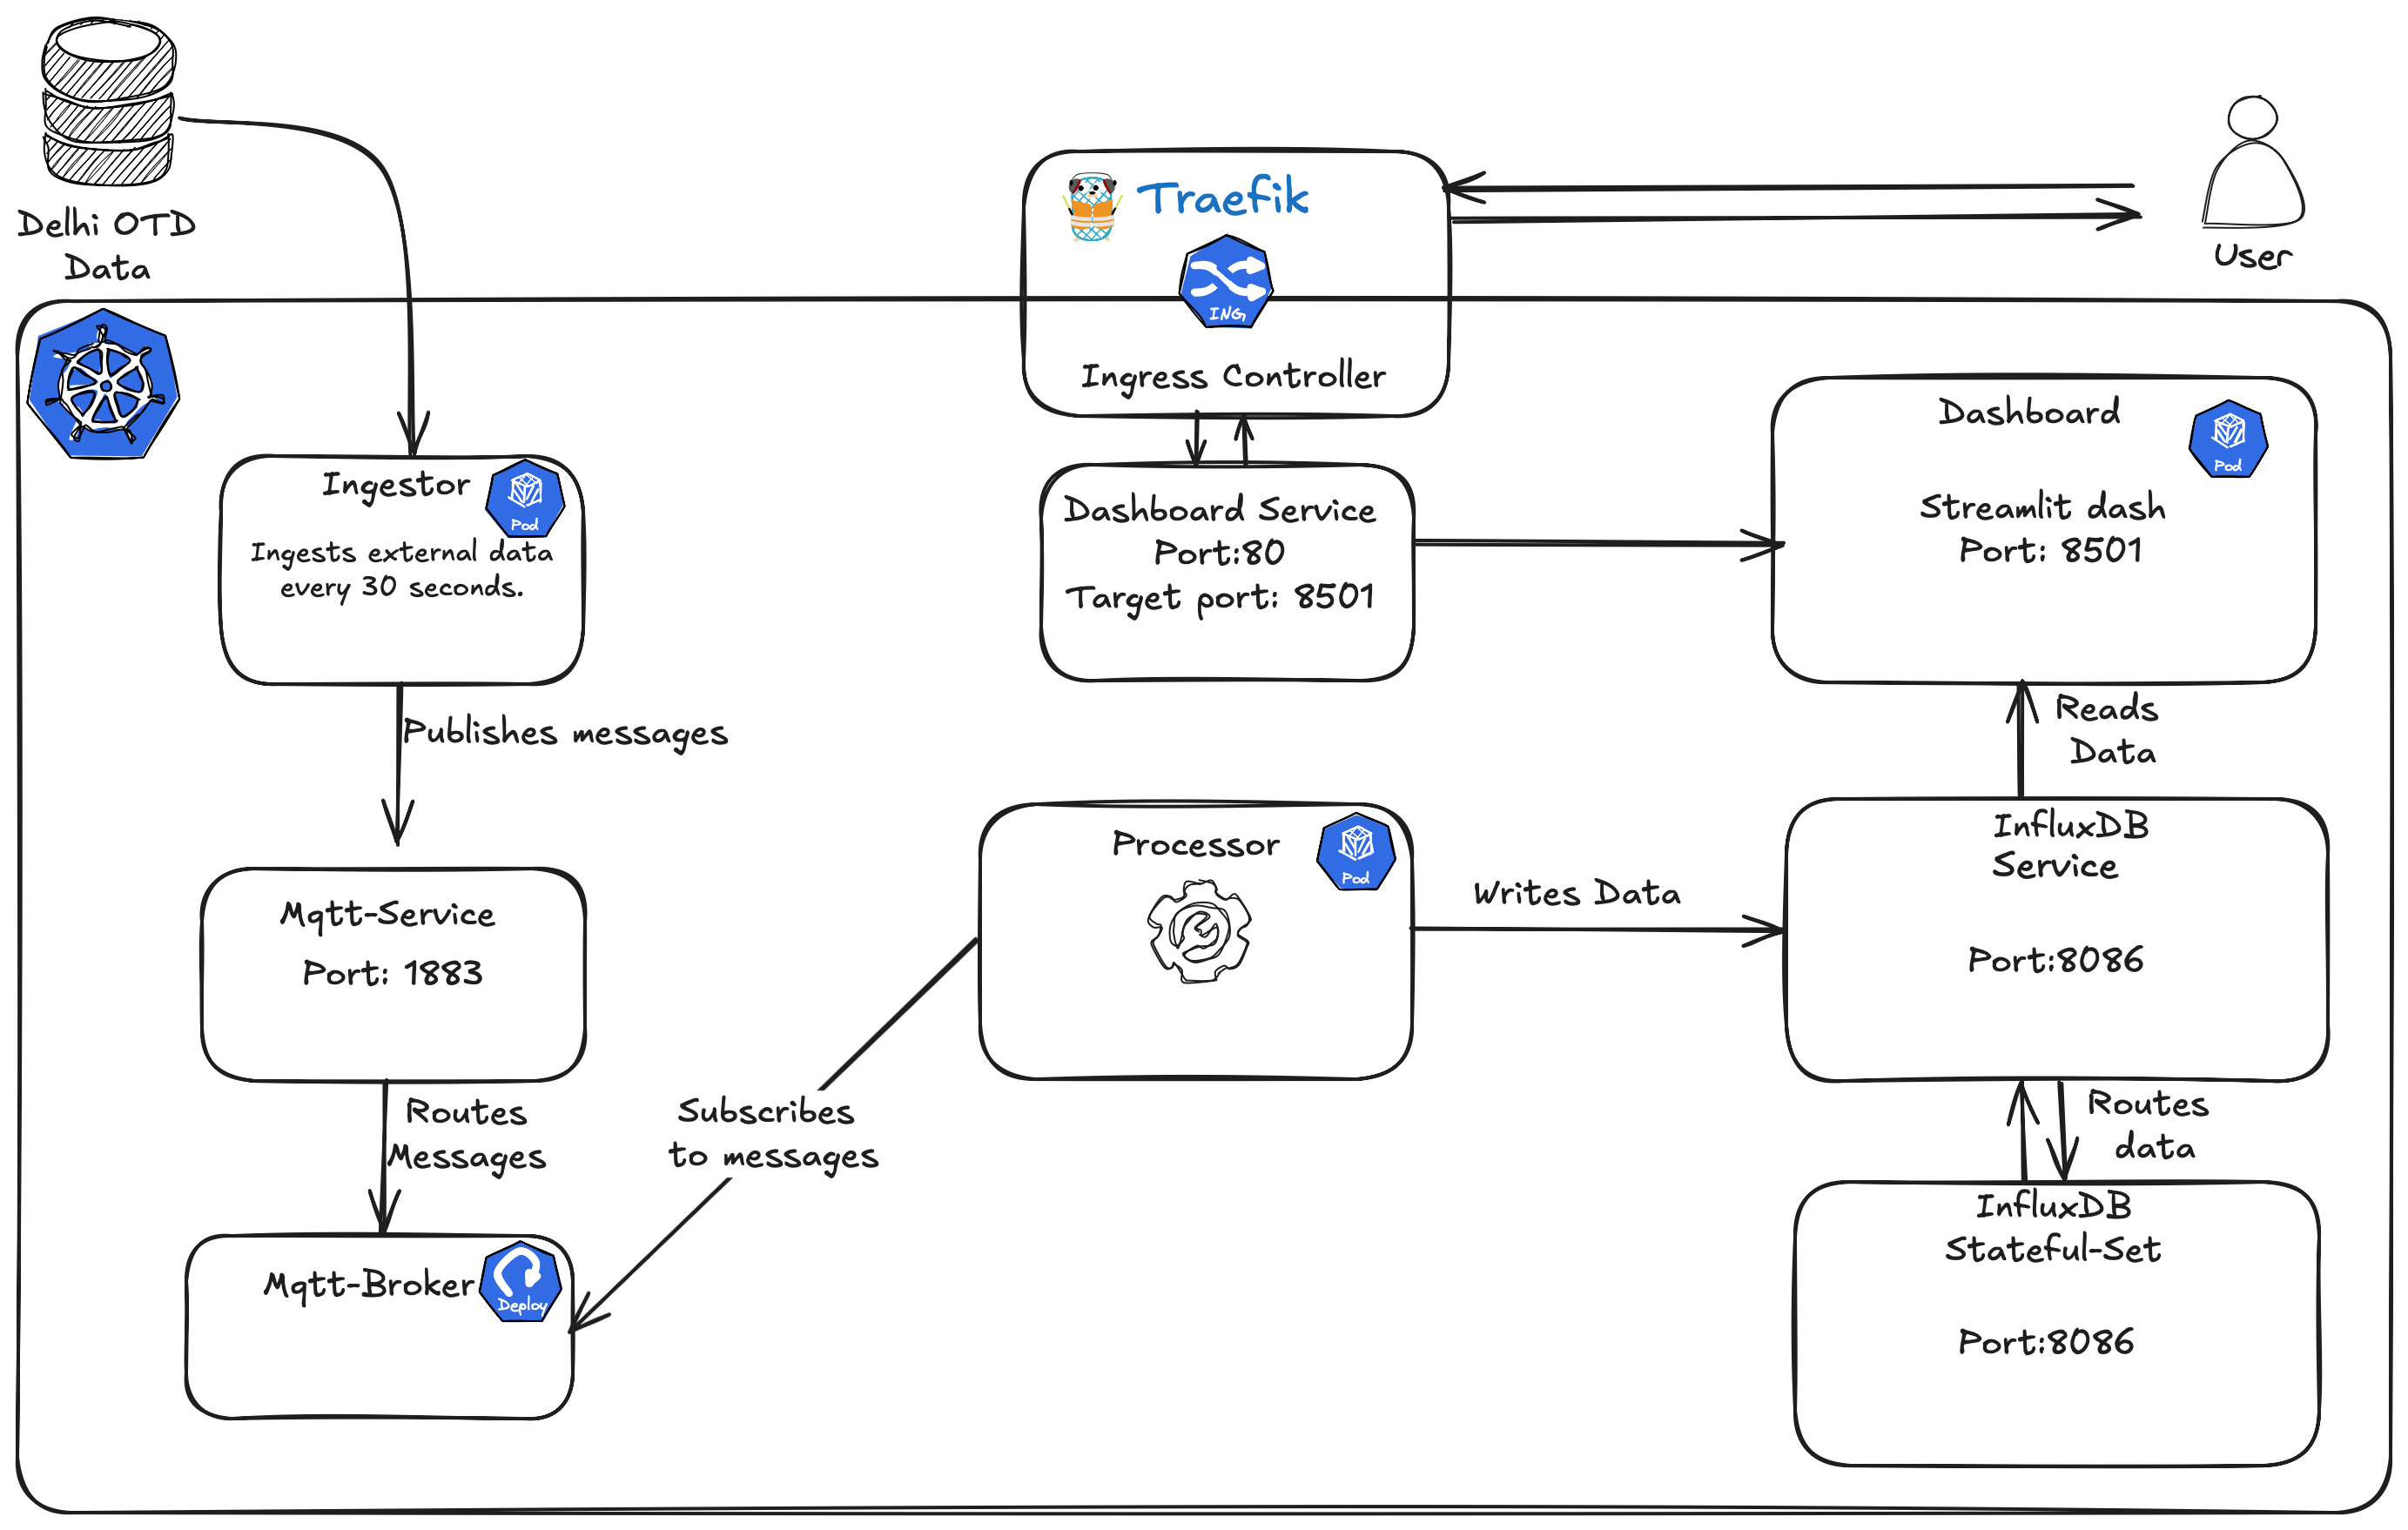 Delhi OTD
Data
Traefik
ING
Ingress Controller
User
Ingestor
Pod
Ingests external data
every 30 seconds.
Dashboard Service
Port:80
Target port: 8501
Dashboard
Pod
Streamlit dash
Port: 8501
Publishes messages
Reads
Data
Mqtt-Service
Port: 1883
Processor
Pod
Writes Data
InfluxDB
Service
Port:8086
Routes
Messages
Subscribes
to messages
Routes
data
Mqtt-Broker
Deploy
InfluxDB
Stateful-Set
Port:8086